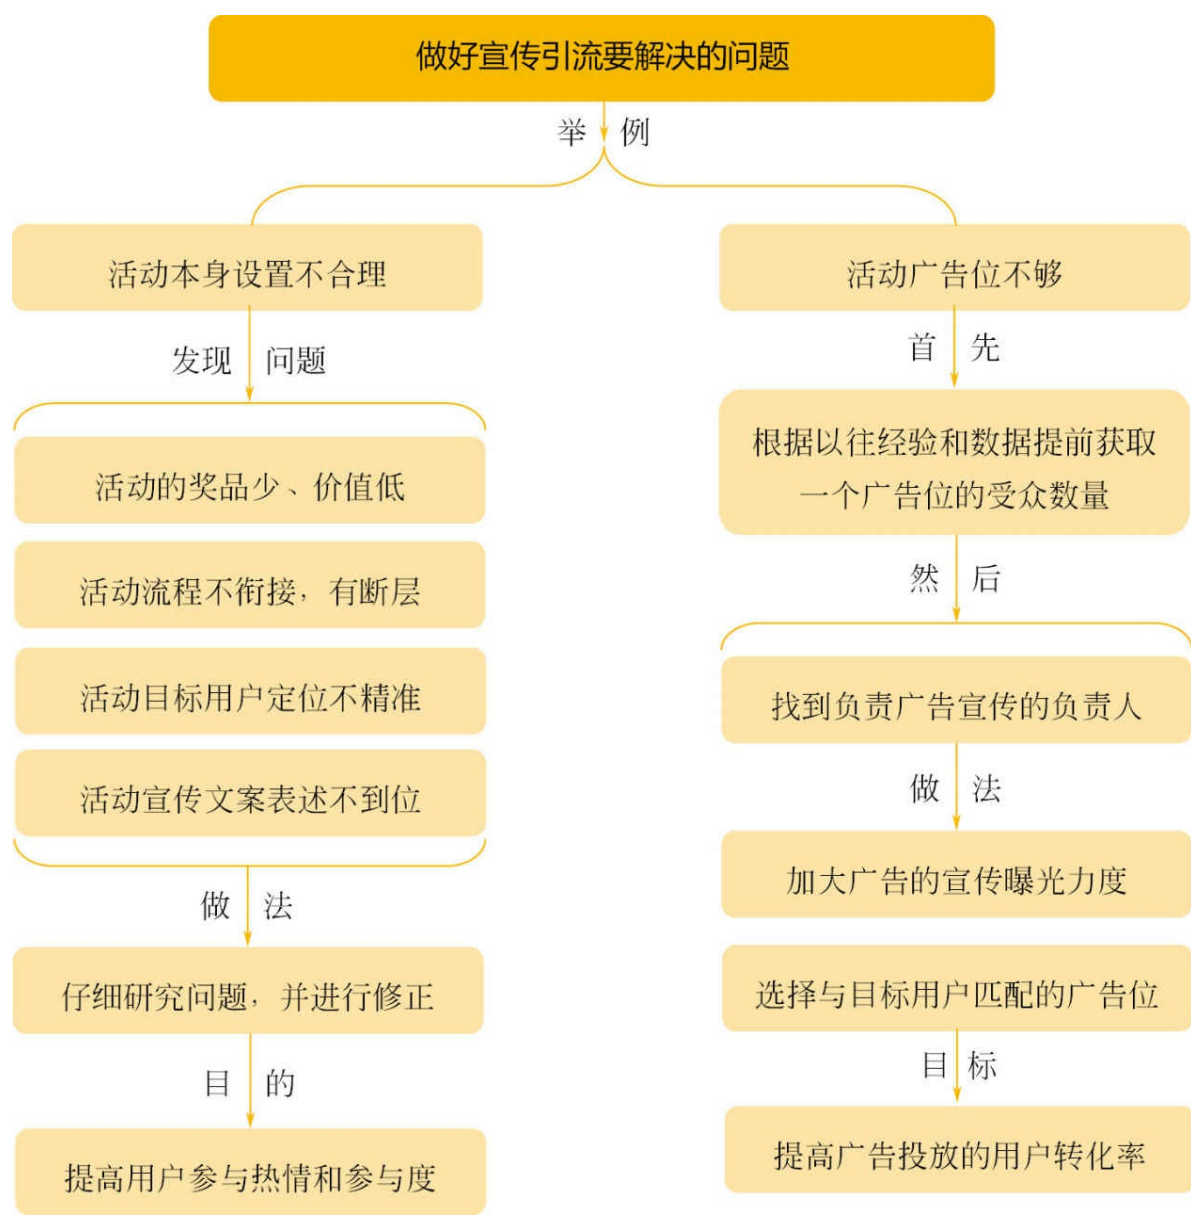 做好宣传引流要解决的问题
举例
活动本身设置不合理
发现问题
活动的奖品少、价值低
活动流程不衔接，有断层
活动目标用户定位不精准
活动宣传文案表述不到位
做法
仔细研究问题，并进行修正
目的
提高用户参与热情和参与度
活动广告位不够
首先
根据以往经验和数据提前获取
一个广告位的受众数量
然后
找到负责广告宣传的负责人
做法
加大广告的宣传曝光力度
选择与目标用户匹配的广告位
目标
提高广告投放的用户转化率